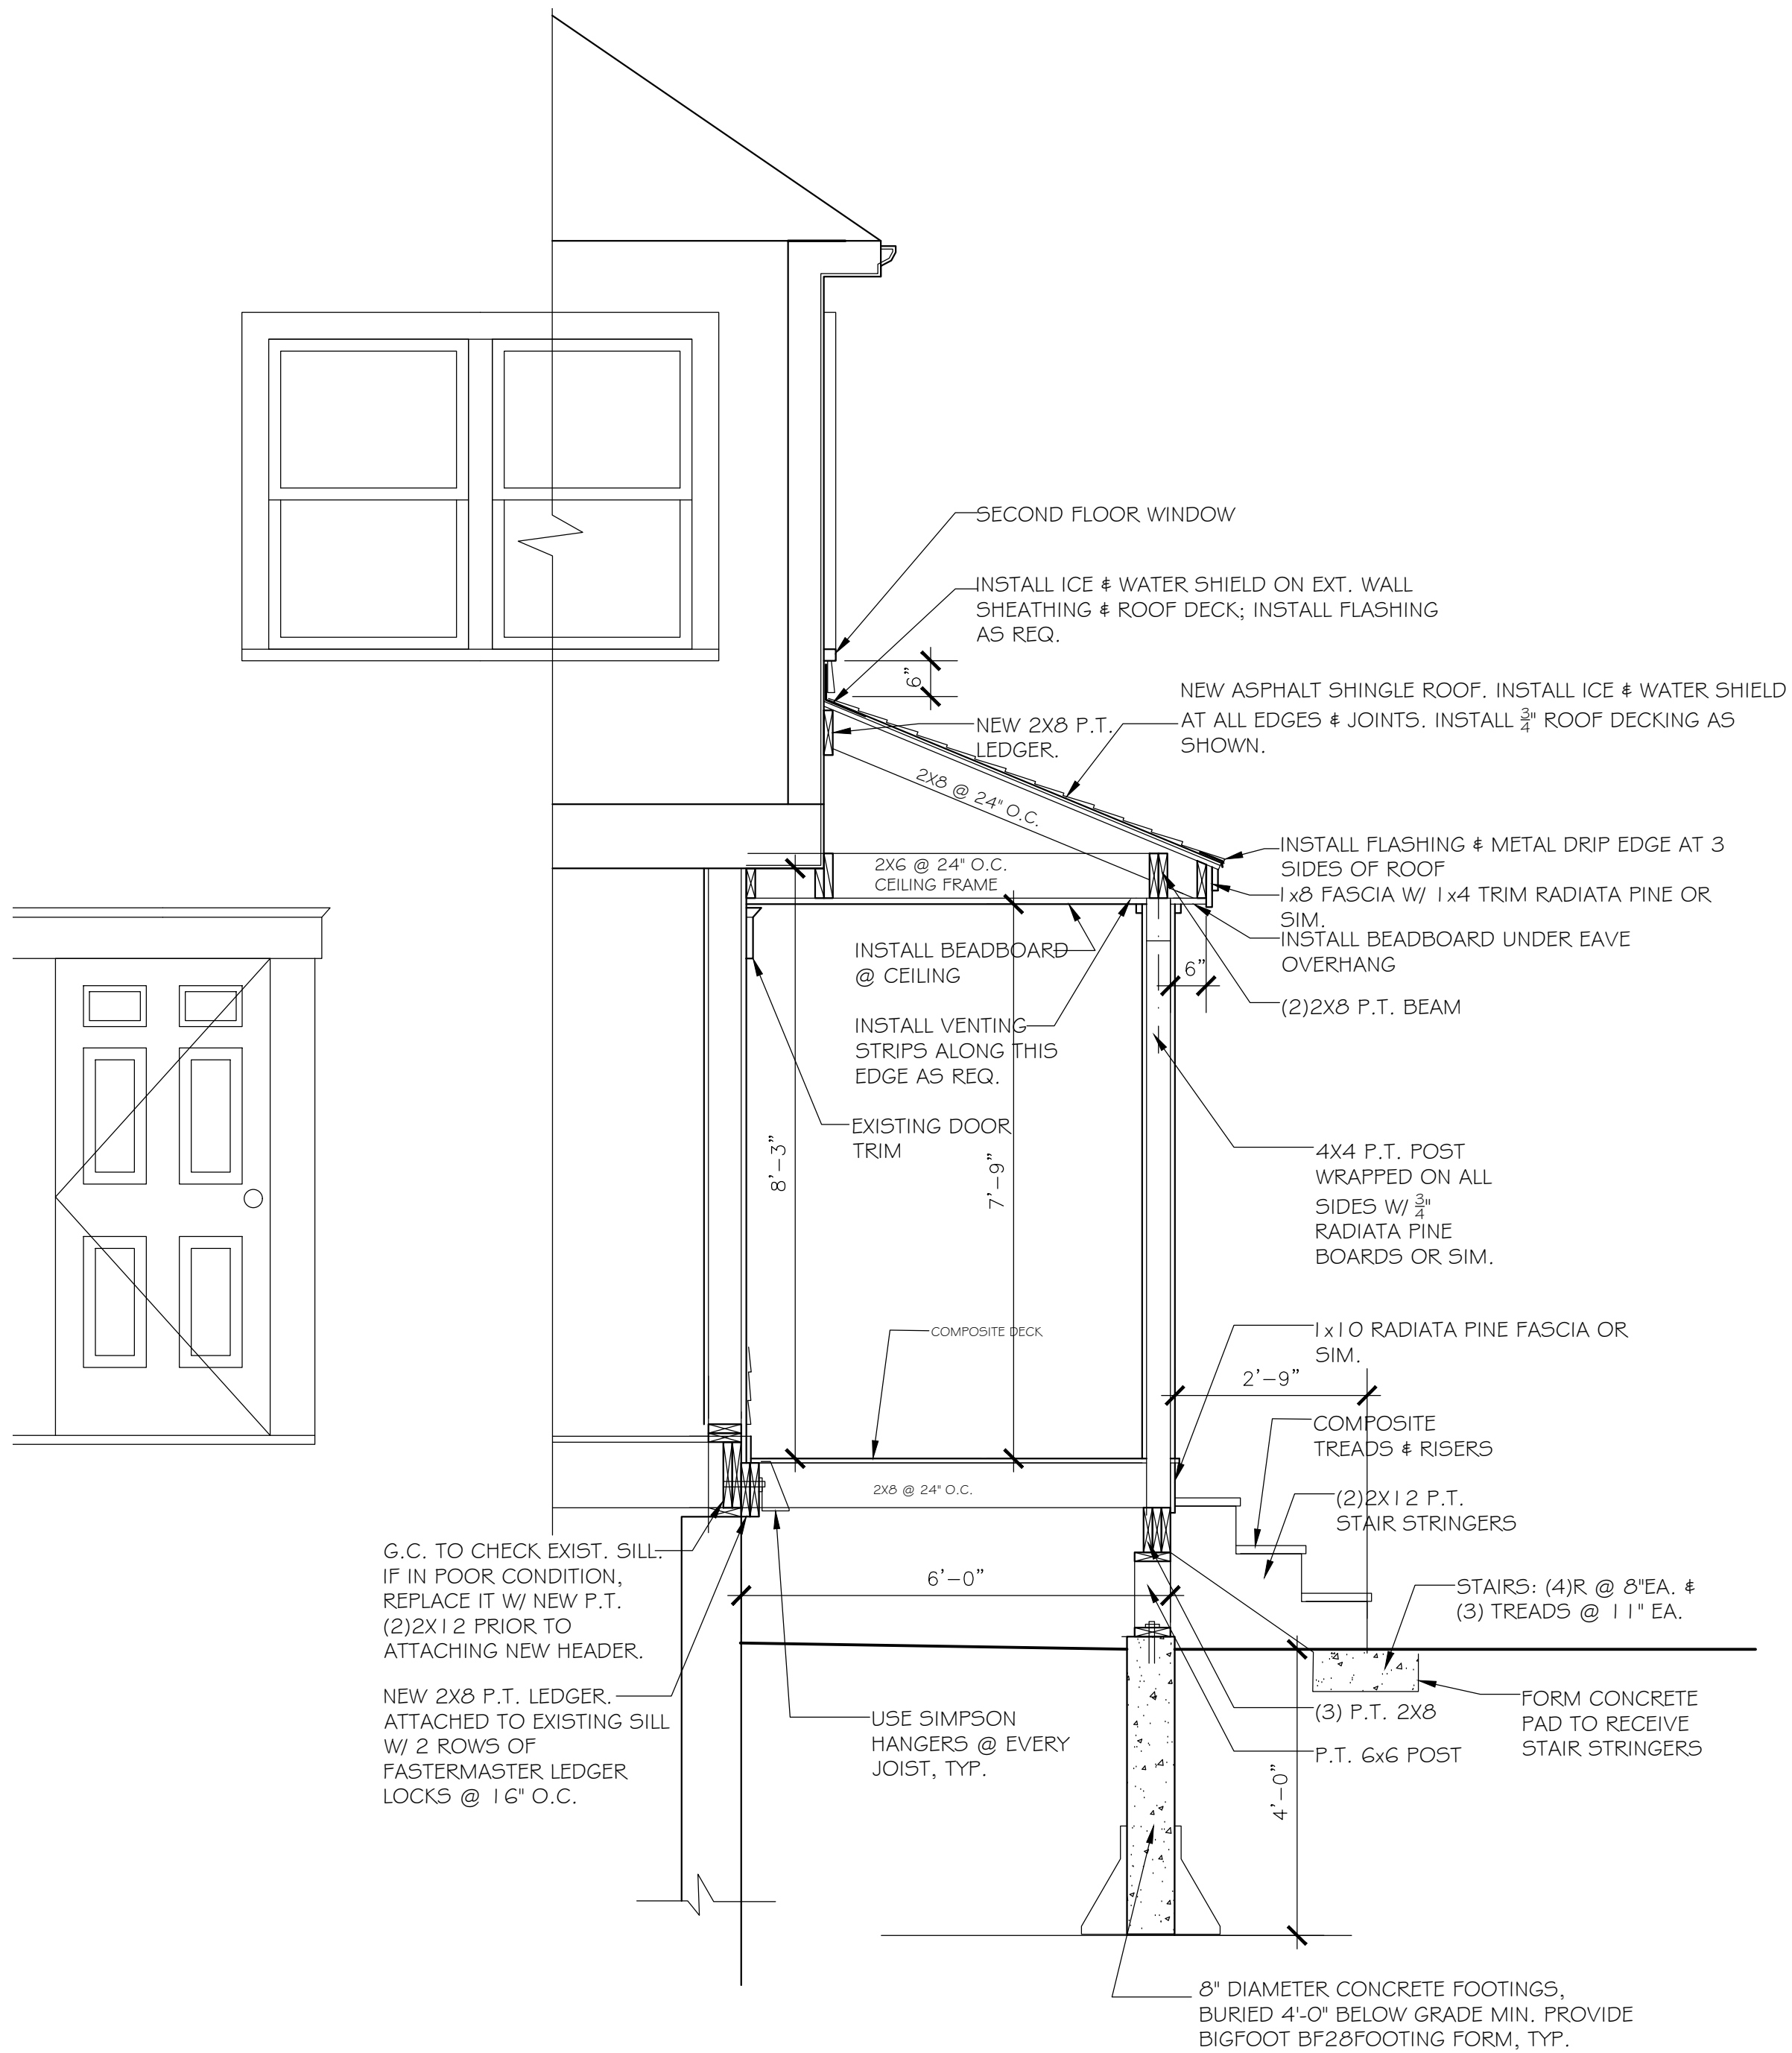 SECOND FLOOR WINDOW
INSTALL ICE & WATER SHIELD ON EXT. WALL
SHEATHING & ROOF DECK; INSTALL FLASHING
AS REQ.
6"
NEW ASPHALT SHINGLE ROOF. INSTALL ICE & WATER SHIELD
AT ALL EDGES & JOINTS. INSTALL 3/4" ROOF DECKING AS
SHOWN.
NEW 2X8 P.T.
LEDGER.
2X8 @ 24" O.C.
INSTALL FLASHING & METAL DRIP EDGE AT 3
SIDES OF ROOF
1x8 FASCIA W/ 1x4 TRIM RADIATA PINE OR
SIM.
INSTALL BEADBOARD UNDER EAVE
OVERHANG
(2)2X8 P.T. BEAM
2X6 @ 24" O.C.
CEILING FRAME
INSTALL BEADBOARD
@ CEILING
6"
INSTALL VENTING
STRIPS ALONG THIS
EDGE AS REQ.
EXISTING DOOR
TRIM
8'-3"
7'-9"
4X4 P.T. POST
WRAPPED ON ALL
SIDES W/ 3/4"
RADIATA PINE
BOARDS OR SIM.
COMPOSITE DECK
1x10 RADIATA PINE FASCIA OR
SIM.
2'-9"
COMPOSITE
TREADS & RISERS
2X8 @ 24" O.C.
(2)2X12 P.T.
STAIR STRINGERS
G.C. TO CHECK EXIST. SILL.
IF IN POOR CONDITION,
REPLACE IT W/ NEW P.T.
(2)2X12 PRIOR TO
ATTACHING NEW HEADER.
6'-0"
STAIRS: (4)R @ 8"EA. &
(3) TREADS @ 11" EA.
NEW 2X8 P.T. LEDGER.
ATTACHED TO EXISTING SILL
W/ 2 ROWS OF
FASTERMASTER LEDGER
LOCKS @ 16" O.C.
USE SIMPSON
HANGERS @ EVERY
JOIST, TYP.
(3) P.T. 2X8
P.T. 6x6 POST
FORM CONCRETE
PAD TO RECEIVE
STAIR STRINGERS
4'-0"
8" DIAMETER CONCRETE FOOTINGS,
BURIED 4'-0" BELOW GRADE MIN. PROVIDE
BIGFOOT BF28FOOTING FORM, TYP.